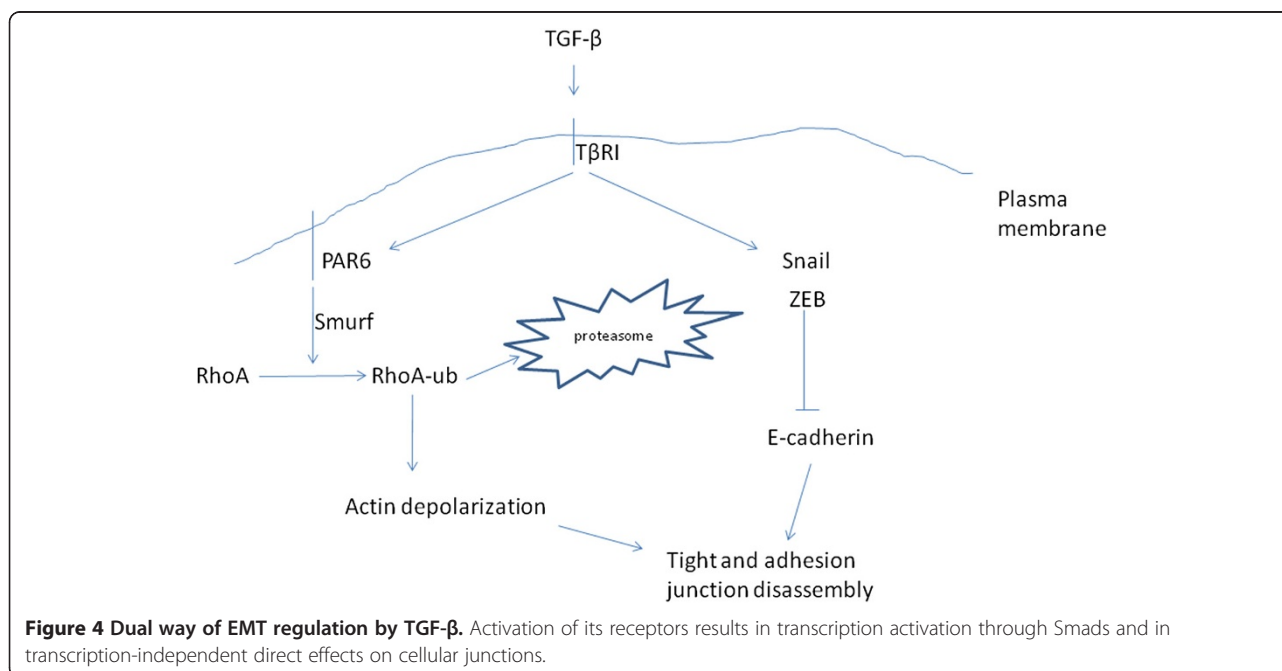 TGF-β
TβRI
Plasma
membrane
PAR6
Snail
ZEB
Smurf
proteasome
RhoA
RhoA-ub
E-cadherin
Actin depolarization
Tight and adhesion
junction disassembly
Figure 4 Dual way of EMT regulation by TGF-β. Activation of its receptors results in transcription activation through Smads and in
transcription-independent direct effects on cellular junctions.